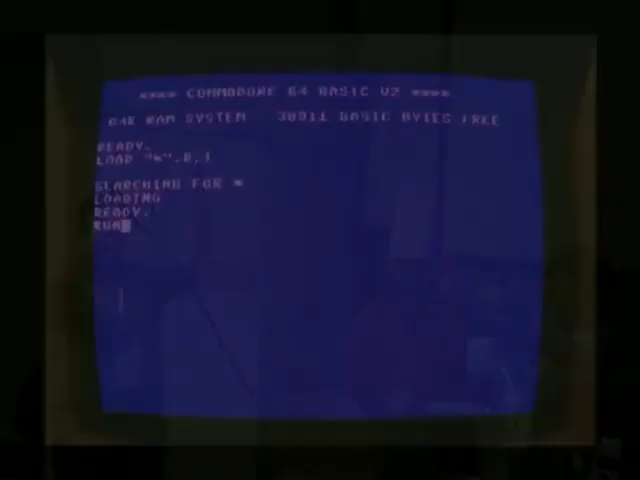 **** COMMODORE 64 BASIC V2 ****
64K RAM SYSTEM 38911 BASIC BYTES FREE
READY.
LOAD "*",8,1
SEARCHING FOR *
LOADING
READY.
RUN